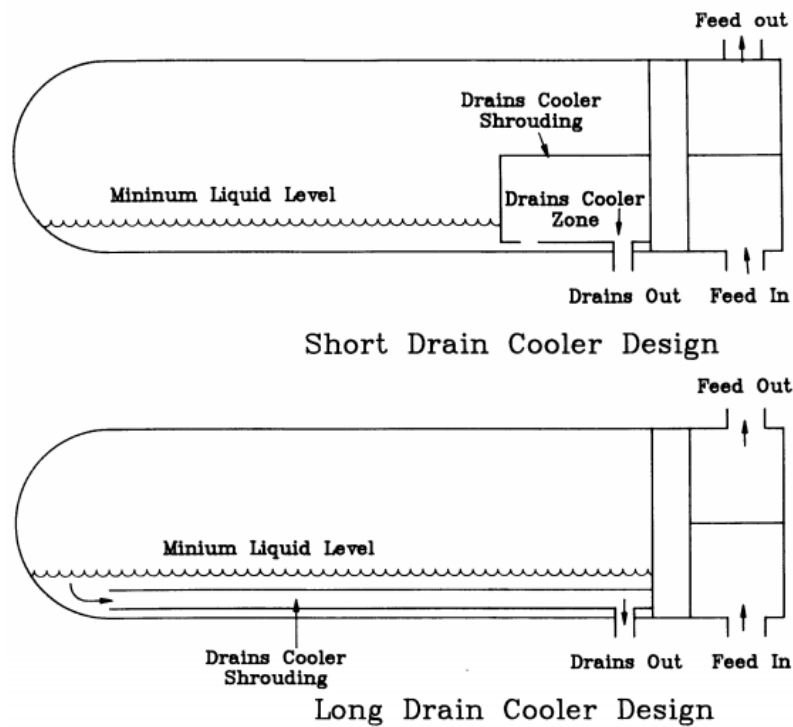 Feed out
Drains Cooler
Shrouding
Mininum Liquid Level
Drains Cooler
Zone
Drains Out
Feed In
Short Drain Cooler Design
Feed Out
Minium Liquid Level
Drains Cooler
Shrouding
Drains Out
Feed In
Long Drain Cooler Design